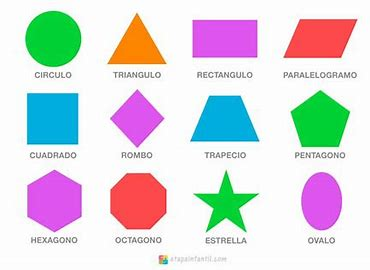 CIRCULO TRIANGULO RECTANGULO PARALELOGRAMO
CUADRADO ROMBO TRAPECIO PENTAGONO
HEXAGONO OCTAGONO ESTRELLA OVALO
etapainfantil.com